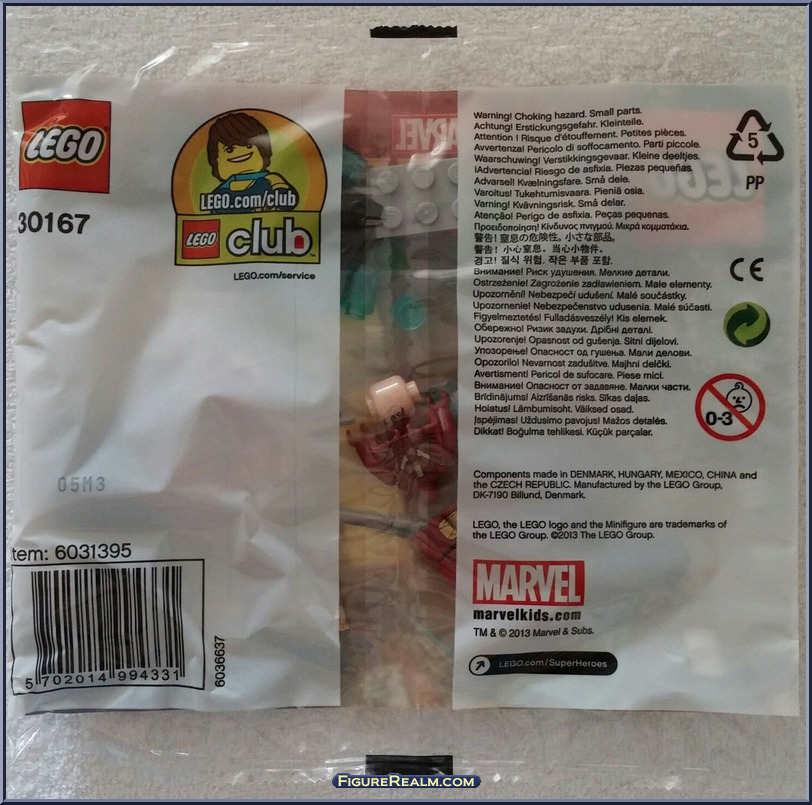 LEGO
30167
LEGO.com/club
LEGO club™
LEGO.com/service
05M3
tem: 6031395
5 702014 994331
6036637
MARVEL
Warning! Choking hazard. Small parts.
Achtung! Erstickungsgefahr. Kleinteile.
Attention ! Risque d'étouffement. Petites pièces.
Avvertenza! Pericolo di soffocamento. Parti piccole.
Waarschuwing! Verstikkingsgevaar. Kleine deeltjes.
¡Advertencia! Riesgo de asfixia. Piezas pequeñas.
Advarsel! Kvælningsfare. Små dele.
Varoitus! Tukehtumisvaara. Pieniä osia.
Varning! Kvävningsrisk. Små delar.
Atenção! Perigo de asfixia. Peças pequenas.
Προειδοποίηση! Κίνδυνος πνιγμού. Μικρά κομματάκια.
警告! 窒息の危険性。小さな部品。
警告! 小心窒息。当心小物件。
경고! 질식 위험. 작은 부품 포함.
Внимание! Риск удушения. Мелкие детали.
Ostrzeżenie! Zagrożenie zadławieniem. Małe elementy.
Upozornění! Nebezpečí udušení. Malé součástky.
Upozornenie! Nebezpečenstvo udusenia. Malé súčasti.
Figyelmeztetés! Fulladásveszély! Kis elemek.
Обережно! Ризик задухи. Дрібні деталі.
Upozorenje! Opasnost od gušenja. Sitni dijelovi.
Упозорење! Опасност од гушења. Мали делови.
Opozorilo! Nevarnost zadušitve. Majhni delčki.
Avertisment! Pericol de sufocare. Piese mici.
Внимание! Опасност от задавяне. Малки части.
Brīdinājums! Aizrīšanās risks. Sīkas daļas.
Hoiatus! Lämbumisoht. Väiksed osad.
Įspėjimas! Uždusimo pavojus! Mažos detalės.
Dikkat! Boğulma tehlikesi. Küçük parçalar.
5
PP
CE
0-3
Components made in DENMARK, HUNGARY, MEXICO, CHINA and
the CZECH REPUBLIC. Manufactured by the LEGO Group,
DK-7190 Billund, Denmark.
LEGO, the LEGO logo and the Minifigure are trademarks of
the LEGO Group. ©2013 The LEGO Group.
MARVEL
marvelkids.com
TM & © 2013 Marvel & Subs.
LEGO.com/SuperHeroes
FIGUREREALM.COM